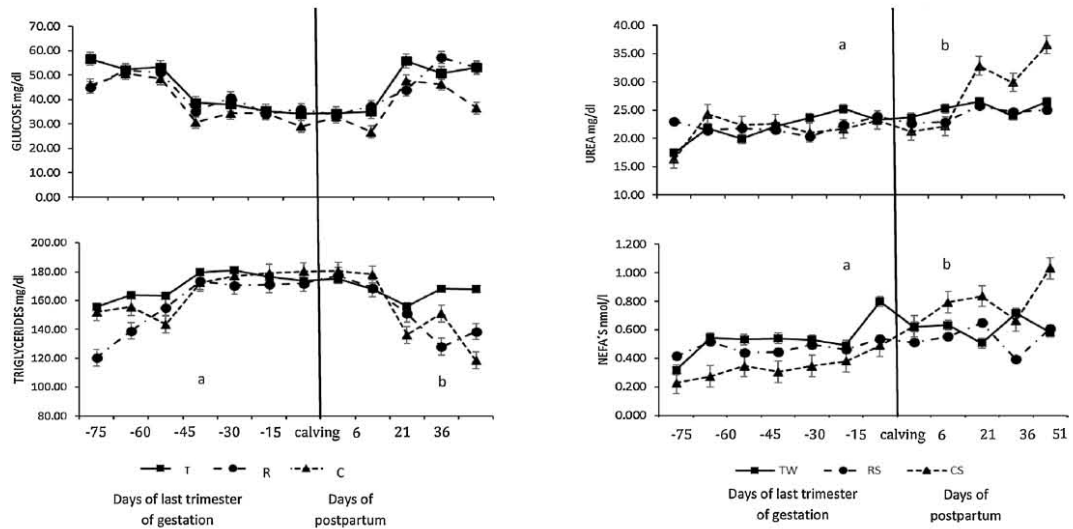 70.00
60.00
50.00
40.00
30.00
20.00
10.00
0.00
GLUCOSE mg/dl
200.00
180.00
160.00
140.00
120.00
100.00
80.00
TRIGLYCERIDES mg/dl
a
b
-75 -60 -45 -30 -15 calving 6 21 36
T R C
Days of last trimester
of gestation
Days of
postpartum
40.00
35.00
30.00
25.00
20.00
15.00
10.00
UREA mg/dl
a
b
1.200
1.000
0.800
0.600
0.400
0.200
0.000
NEFA'S nmol/l
a
b
-75 -60 -45 -30 -15 calving 6 21 36 51
TW RS CS
Days of last trimester
of gestation
Days of
postpartum